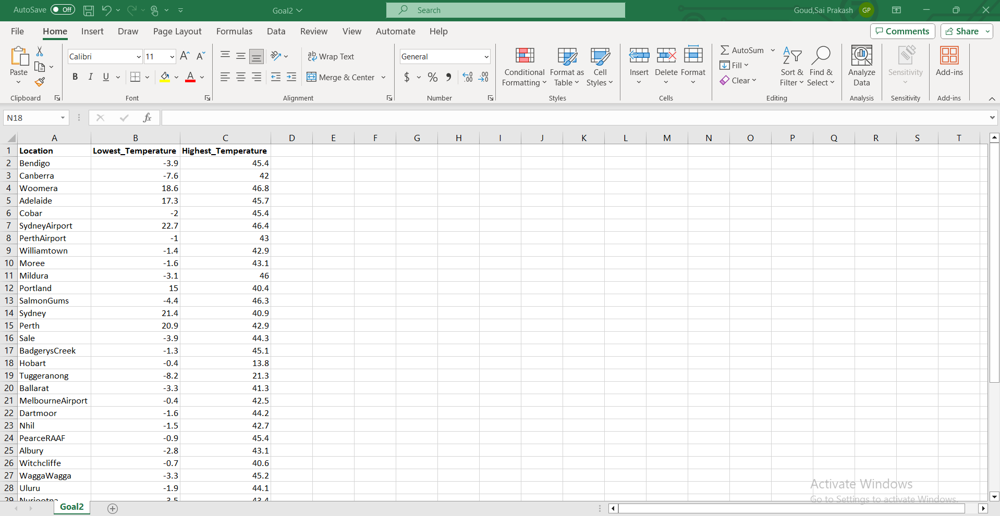 AutoSave Off Goal2 Search Goud,Sai Prakash GP
File Home Insert Draw Page Layout Formulas Data Review View Automate Help Comments Share
Paste
Clipboard
Calibri 11
B I U
Font
Wrap Text
Merge & Center
Alignment
General
$ % 9
Number
Conditional Formatting
Format as Table
Cell Styles
Styles
Insert Delete Format
Cells
AutoSum
Fill
Clear
Sort & Filter
Find & Select
Editing
Analyze Data
Analysis
Sensitivity
Sensitivity
Add-ins
Add-ins
N18 fx
A B C D E F G H I J K L M N O P Q R S T
1 Location Lowest_Temperature Highest_Temperature
2 Bendigo -3.9 45.4
3 Canberra -7.6 42
4 Woomera 18.6 46.8
5 Adelaide 17.3 45.7
6 Cobar -2 45.4
7 SydneyAirport 22.7 46.4
8 PerthAirport -1 43
9 Williamtown -1.4 42.9
10 Moree -1.6 43.1
11 Mildura -3.1 46
12 Portland 15 40.4
13 SalmonGums -4.4 46.3
14 Sydney 21.4 40.9
15 Perth 20.9 42.9
16 Sale -3.9 44.3
17 BadgerysCreek -1.3 45.1
18 Hobart -0.4 13.8
19 Tuggeranong -8.2 21.3
20 Ballarat -3.3 41.3
21 MelbourneAirport -0.4 42.5
22 Dartmoor -1.6 44.2
23 Nhil -1.5 42.7
24 PearceRAAF -0.9 45.4
25 Albury -2.8 43.1
26 Witchcliffe -0.7 40.6
27 WaggaWagga -3.3 45.2
28 Uluru -1.9 44.1
29
Activate Windows
Go to Settings to activate Windows.
Goal2